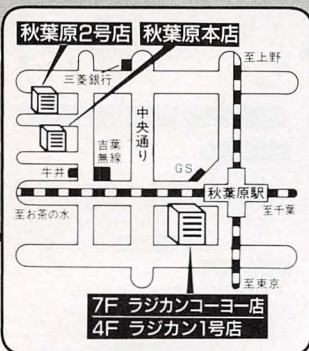 秋葉原2号店 秋葉原本店
至上野
三菱銀行
中央通り
吉葉
無線
牛井
GS
秋葉原駅
至お茶の水
至千葉
至東京
7F ラジカンコーヨー店
4F ラジカン1号店